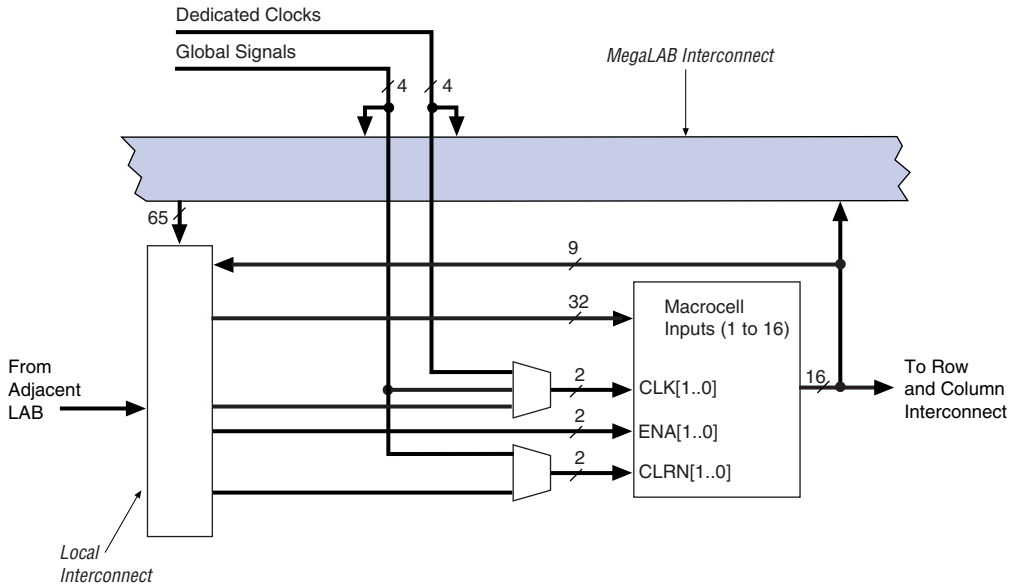 Dedicated Clocks
Global Signals
MegaLAB Interconnect
4
4
65
9
32
Macrocell
Inputs (1 to 16)
From
Adjacent
LAB
2
CLK[1..0]
16
To Row
and Column
Interconnect
2
ENA[1..0]
2
CLRN[1..0]
Local
Interconnect